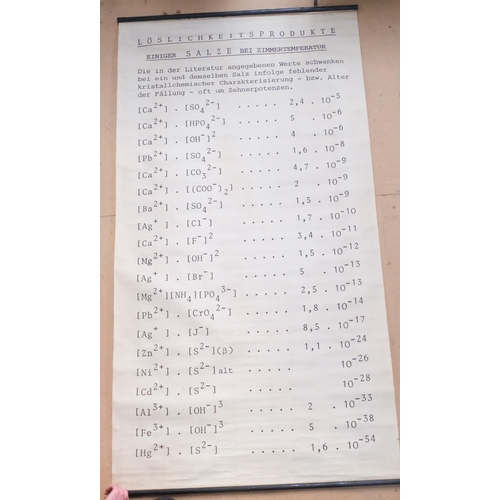 LÖSLICHKEITSPRODUKTE
EINIGER SALZE BEI ZIMMERTEMPERATUR
Die in der Literatur angegebenen Werte schwanken
bei ein und demselben Salz infolge fehlender
kristallchemischer Charakterisierung - bzw. Alter
der Fällung - oft um Zehnerpotenzen.
[Ca²⁺] . [SO₄²⁻] ..... 2,4 . 10⁻⁵
[Ca²⁺] . [HPO₄²⁻] ..... 5 . 10⁻⁶
[Ca²⁺] . [OH⁻]² ..... 4 . 10⁻⁶
[Pb²⁺] . [SO₄²⁻] ..... 1,6 . 10⁻⁸
[Ca²⁺] . [CO₃²⁻] ..... 4,7 . 10⁻⁹
[Ca²⁺] . [(COO⁻)₂] ..... 2 . 10⁻⁹
[Ba²⁺] . [SO₄²⁻] ..... 1,5 . 10⁻⁹
[Ag⁺] . [Cl⁻] ..... 1,7 . 10⁻¹⁰
[Ca²⁺] . [F⁻]² ..... 3,4 . 10⁻¹¹
[Mg²⁺] . [OH⁻]² ..... 1,5 . 10⁻¹²
[Ag⁺] . [Br⁻] ..... 5 . 10⁻¹³
[Mg²⁺][NH₄][PO₄³⁻] ..... 2,5 . 10⁻¹³
[Pb²⁺] . [CrO₄²⁻] ..... 1,8 . 10⁻¹⁴
[Ag⁺] . [J⁻] ..... 8,5 . 10⁻¹⁷
[Zn²⁺] . [S²⁻](β) ..... 1,1 . 10⁻²⁴
[Ni²⁺] . [S²⁻]alt ..... 10⁻²⁶
[Cd²⁺] . [S²⁻] ..... 10⁻²⁸
[Al³⁺] . [OH⁻]³ ..... 2 . 10⁻³³
[Fe³⁺] . [OH⁻]³ ..... 5 . 10⁻³⁸
[Hg²⁺] . [S²⁻] ..... 1,6 . 10⁻⁵⁴